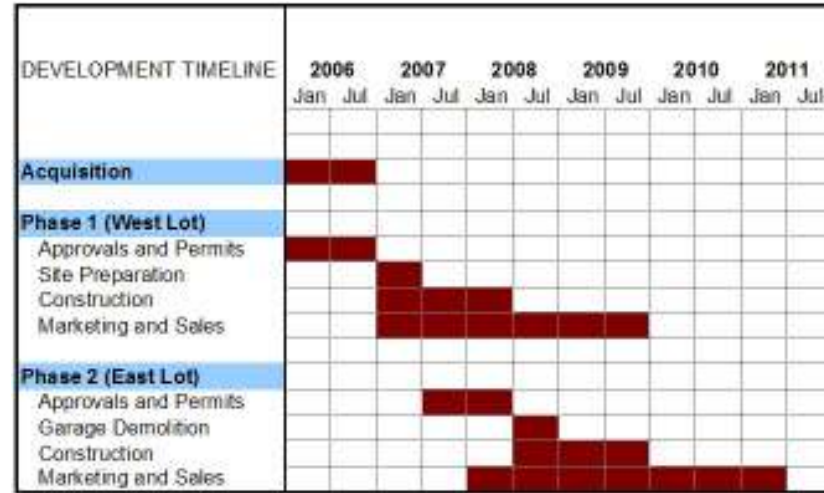 DEVELOPMENT TIMELINE 2006 2007 2008 2009 2010 2011
Jan Jul Jan Jul Jan Jul Jan Jul Jan Jul Jan Jul
Acquisition
Phase 1 (West Lot)
Approvals and Permits
Site Preparation
Construction
Marketing and Sales
Phase 2 (East Lot)
Approvals and Permits
Garage Demolition
Construction
Marketing and Sales